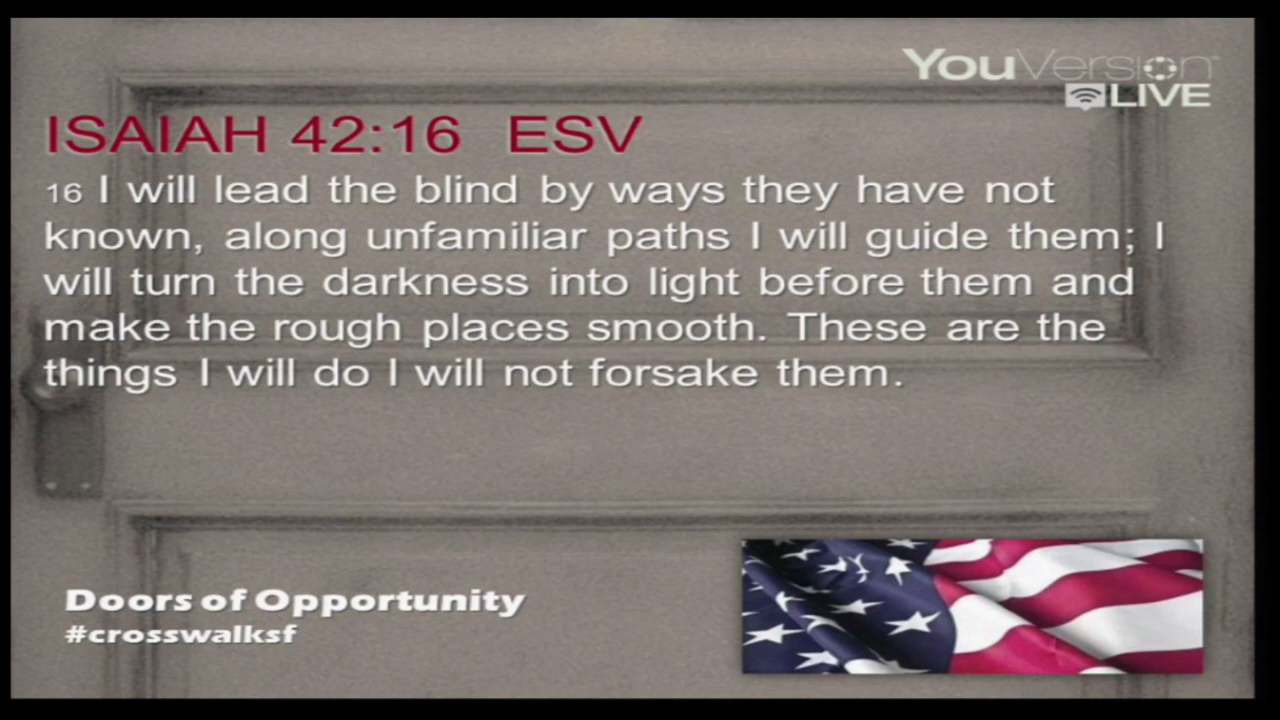 YouVersion
LIVE
ISAIAH 42:16 ESV
16 I will lead the blind by ways they have not
known, along unfamiliar paths I will guide them; I
will turn the darkness into light before them and
make the rough places smooth. These are the
things I will do I will not forsake them.
Doors of Opportunity
#crosswalksf